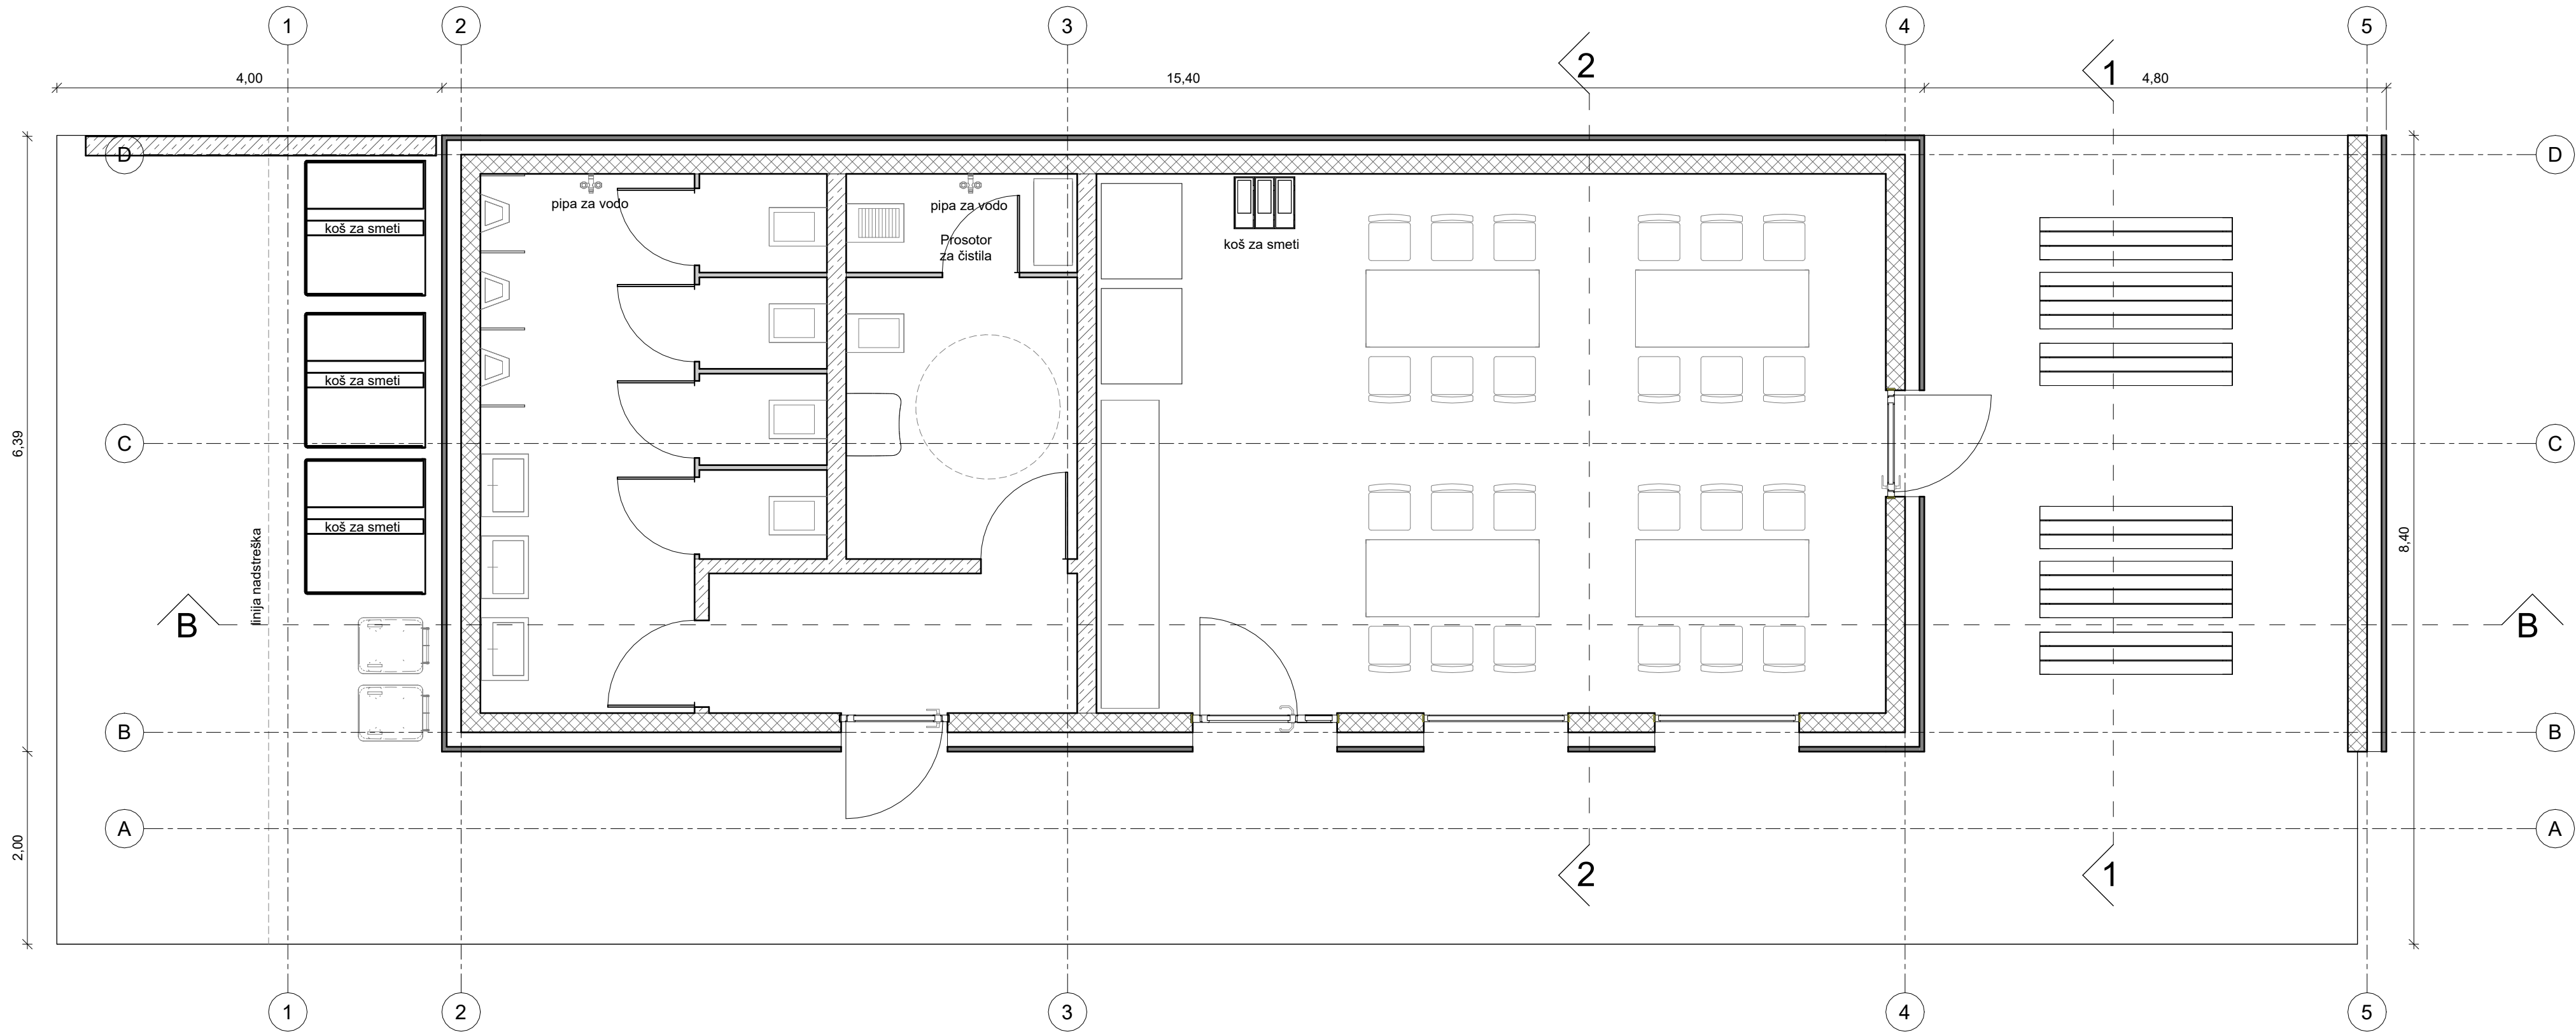 1
2
3
4
5
2
1
4,00
15,40
4,80
D
D
pipa za vodo
pipa za vodo
koš za smeti
Prosotor
za čistila
koš za smeti
koš za smeti
6,39
C
C
koš za smeti
linija nadstreška
8,40
B
B
B
B
A
A
2,00
2
1
1
2
3
4
5